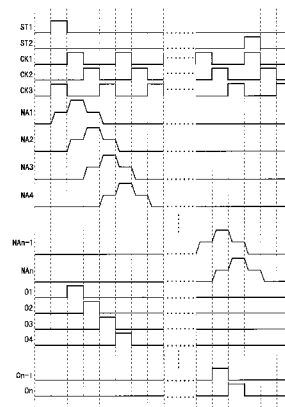 ST1
ST2
CK1
CK2
CK3
NA1
NA2
NA3
NA4
NAn-1
NAn
O1
O2
O3
O4
On-1
On